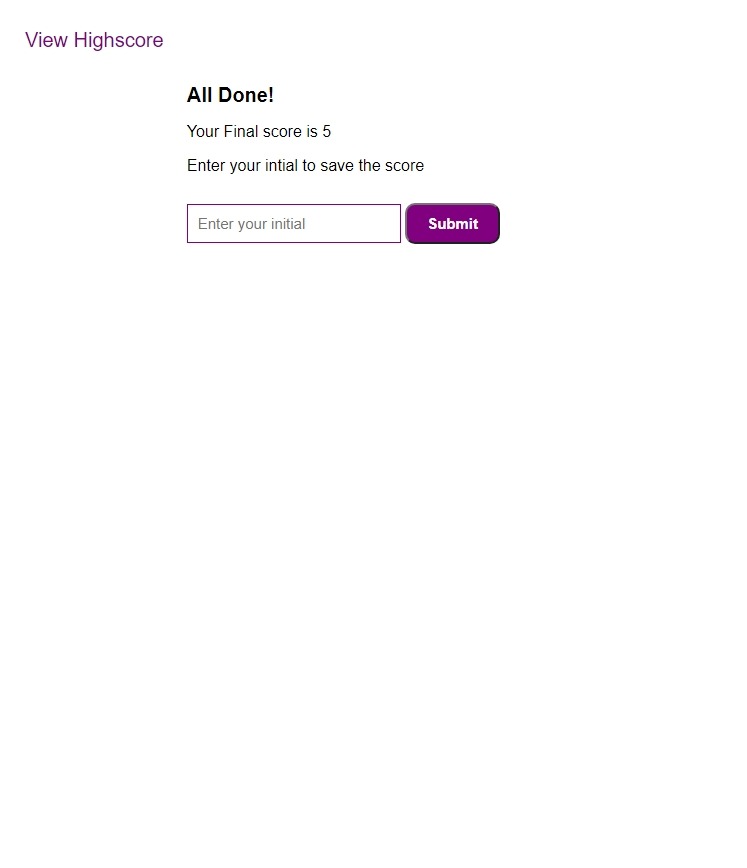 View Highscore
All Done!
Your Final score is 5
Enter your intial to save the score
Enter your initial
Submit